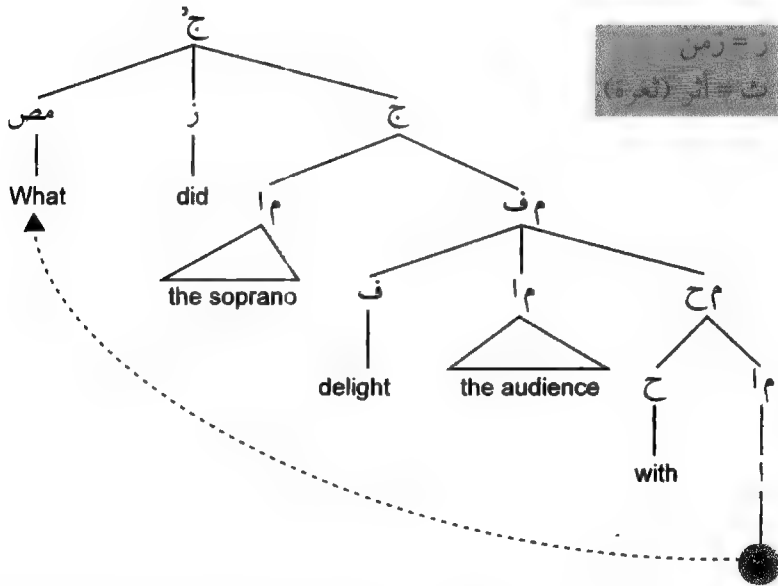 جَ
ز = زمن
ث = أثر (ثغرة)
مص ز ج
What did م ا م ف
the soprano ف م ا م ح
delight the audience ح م ا
with